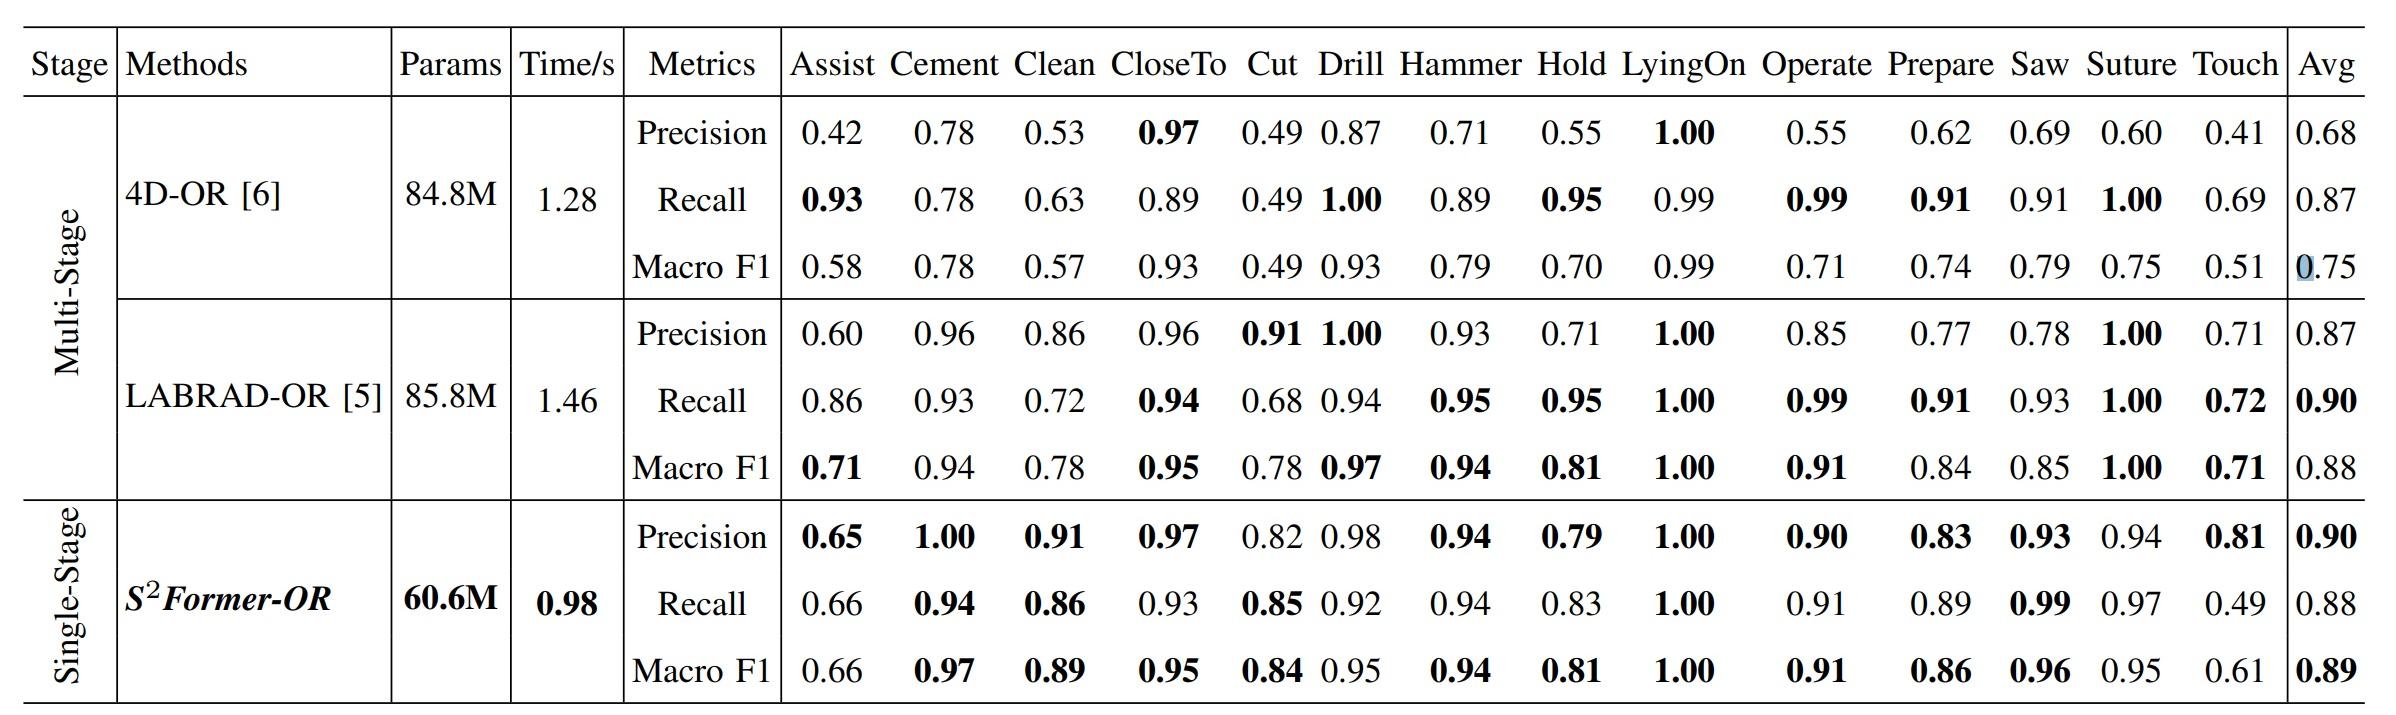 Stage Methods Params Time/s Metrics Assist Cement Clean CloseTo Cut Drill Hammer Hold LyingOn Operate Prepare Saw Suture Touch Avg
Multi-Stage
4D-OR [6] 84.8M 1.28
Precision 0.42 0.78 0.53 0.97 0.49 0.87 0.71 0.55 1.00 0.55 0.62 0.69 0.60 0.41 0.68
Recall 0.93 0.78 0.63 0.89 0.49 1.00 0.89 0.95 0.99 0.99 0.91 0.91 1.00 0.69 0.87
Macro F1 0.58 0.78 0.57 0.93 0.49 0.93 0.79 0.70 0.99 0.71 0.74 0.79 0.75 0.51 0.75
LABRAD-OR [5] 85.8M 1.46
Precision 0.60 0.96 0.86 0.96 0.91 1.00 0.93 0.71 1.00 0.85 0.77 0.78 1.00 0.71 0.87
Recall 0.86 0.93 0.72 0.94 0.68 0.94 0.95 0.95 1.00 0.99 0.91 0.93 1.00 0.72 0.90
Macro F1 0.71 0.94 0.78 0.95 0.78 0.97 0.94 0.81 1.00 0.91 0.84 0.85 1.00 0.71 0.88
Single-Stage
S²Former-OR 60.6M 0.98
Precision 0.65 1.00 0.91 0.97 0.82 0.98 0.94 0.79 1.00 0.90 0.83 0.93 0.94 0.81 0.90
Recall 0.66 0.94 0.86 0.93 0.85 0.92 0.94 0.83 1.00 0.91 0.89 0.99 0.97 0.49 0.88
Macro F1 0.66 0.97 0.89 0.95 0.84 0.95 0.94 0.81 1.00 0.91 0.86 0.96 0.95 0.61 0.89